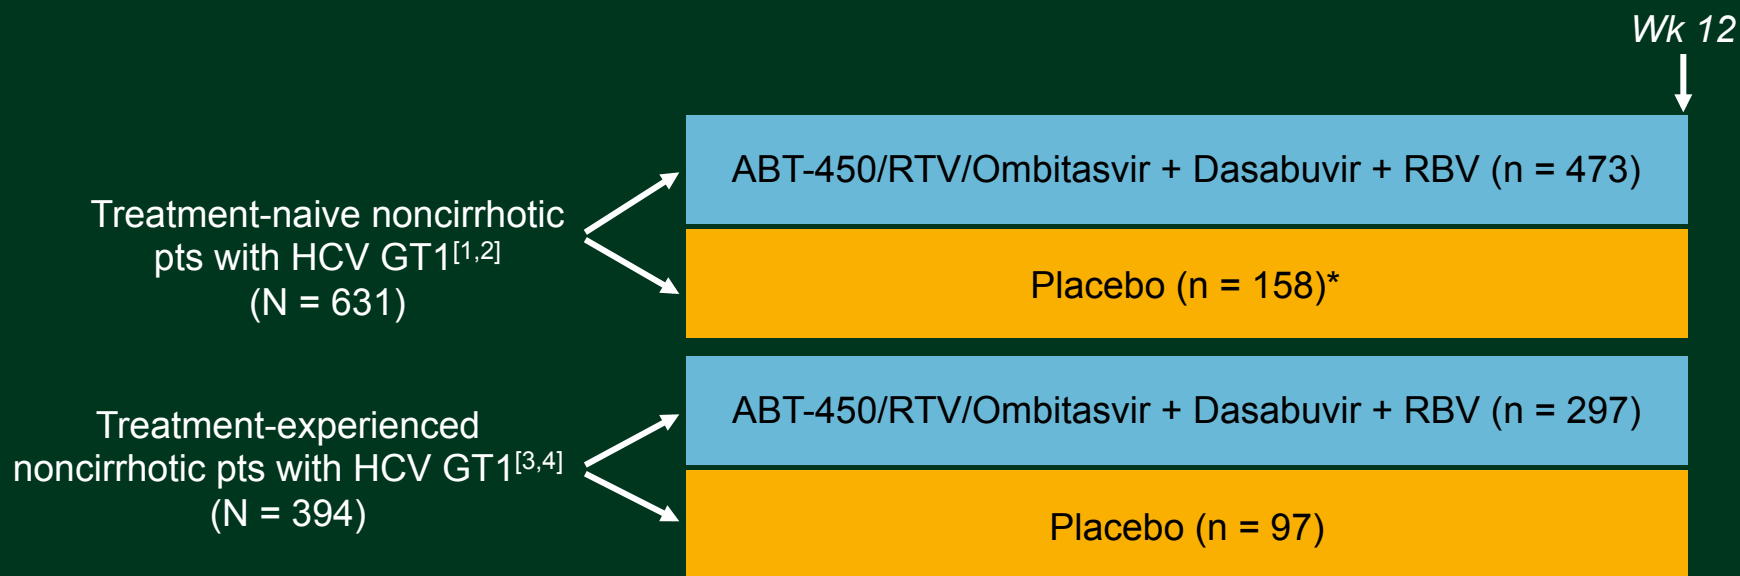 Wk 12
Treatment-naive noncirrhotic
pts with HCV GT1[1,2]
(N = 631)
ABT-450/RTV/Ombitasvir + Dasabuvir + RBV (n = 473)
Placebo (n = 158)*
Treatment-experienced
noncirrhotic pts with HCV GT1[3,4]
(N = 394)
ABT-450/RTV/Ombitasvir + Dasabuvir + RBV (n = 297)
Placebo (n = 97)